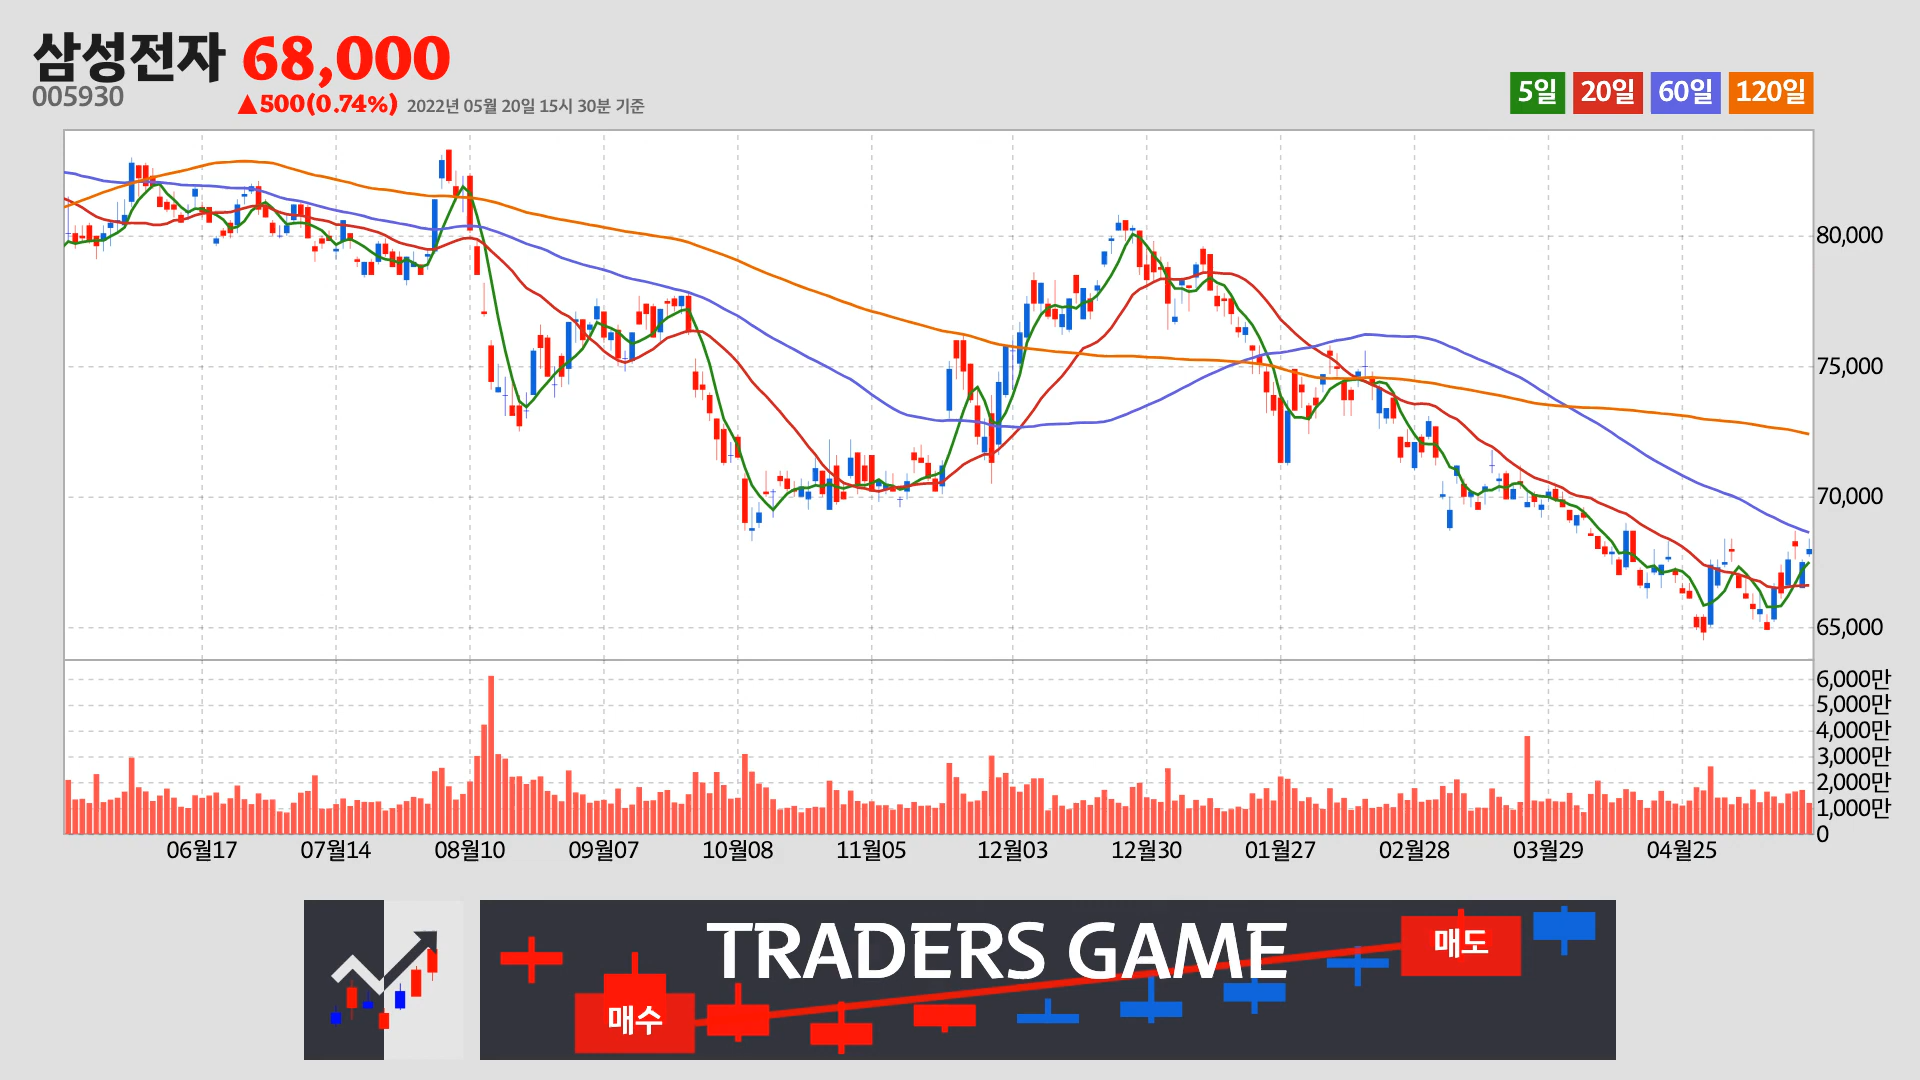 삼성전자 68,000
005930 ▲500(0.74%) 2022년 05월 20일 15시 30분 기준
5일 20일 60일 120일
80,000
75,000
70,000
65,000
6,000만
5,000만
4,000만
3,000만
2,000만
1,000만
0
06월17 07월14 08월10 09월07 10월08 11월05 12월03 12월30 01월27 02월28 03월29 04월25
TRADERS GAME
매도
매수